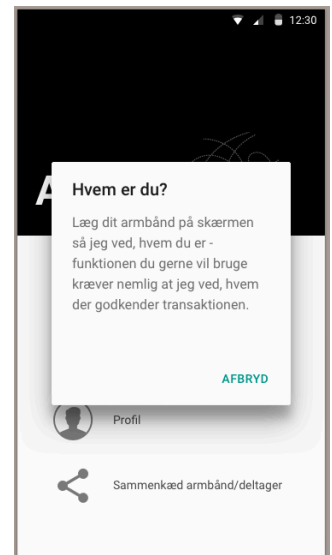 12:30
A
Hvem er du?
Læg dit armbånd på skærmen
så jeg ved, hvem du er -
funktionen du gerne vil bruge
kræver nemlig at jeg ved, hvem
der godkender transaktionen.
AFBRYD
Profil
Sammenkæd armbånd/deltager